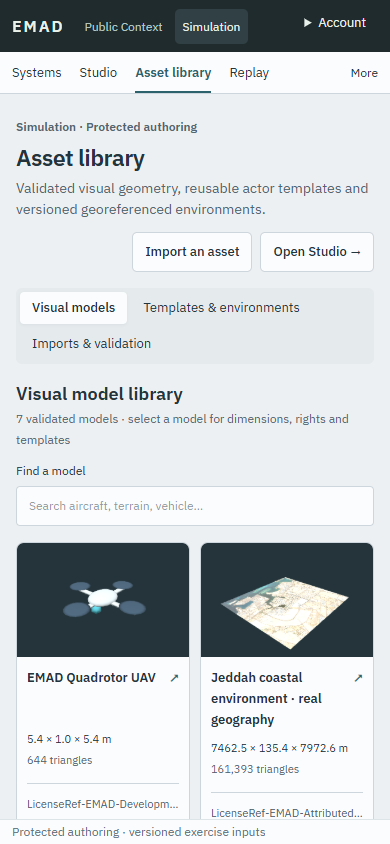 EMAD Public Context Simulation ▶ Account
Systems Studio Asset library Replay More
Simulation · Protected authoring
Asset library
Validated visual geometry, reusable actor templates and
versioned georeferenced environments.
Import an asset Open Studio →
Visual models Templates & environments
Imports & validation
Visual model library
7 validated models · select a model for dimensions, rights and
templates
Find a model
Search aircraft, terrain, vehicle...
EMAD Quadrotor UAV ↗
5.4 × 1.0 × 5.4 m
644 triangles
LicenseRef-EMAD-Developm...
Jeddah coastal ↗
environment · real
geography
7462.5 × 135.4 × 7972.6 m
161,393 triangles
LicenseRef-EMAD-Attributed...
Protected authoring · versioned exercise inputs